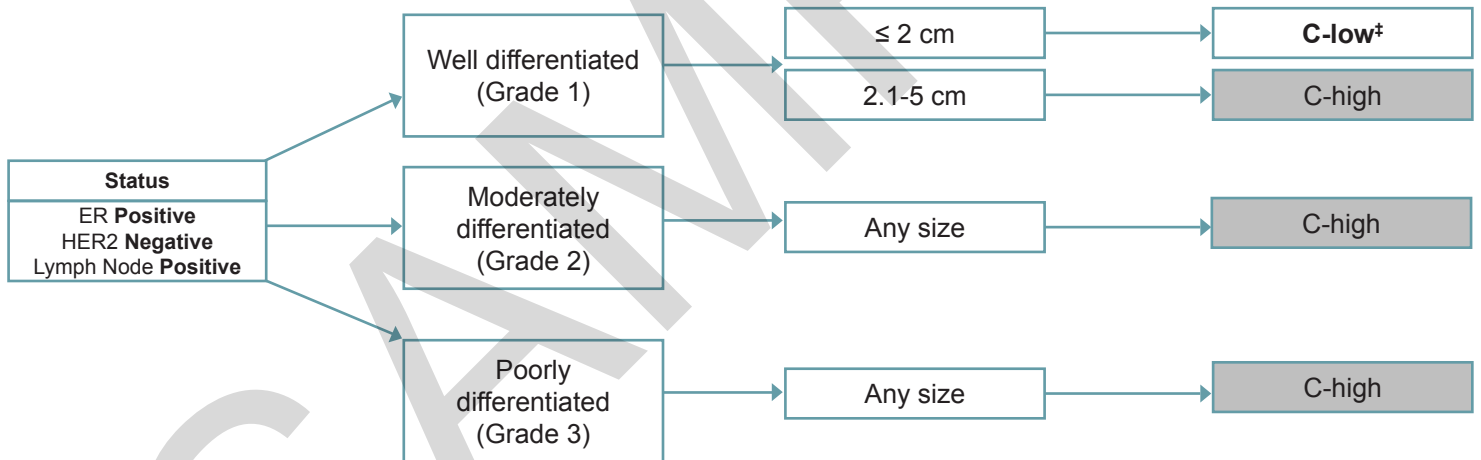 ≤ 2 cm
C-low‡
Well differentiated
(Grade 1)
2.1-5 cm
C-high
Status
ER Positive
HER2 Negative
Lymph Node Positive
Moderately
differentiated
(Grade 2)
Any size
C-high
Poorly
differentiated
(Grade 3)
Any size
C-high